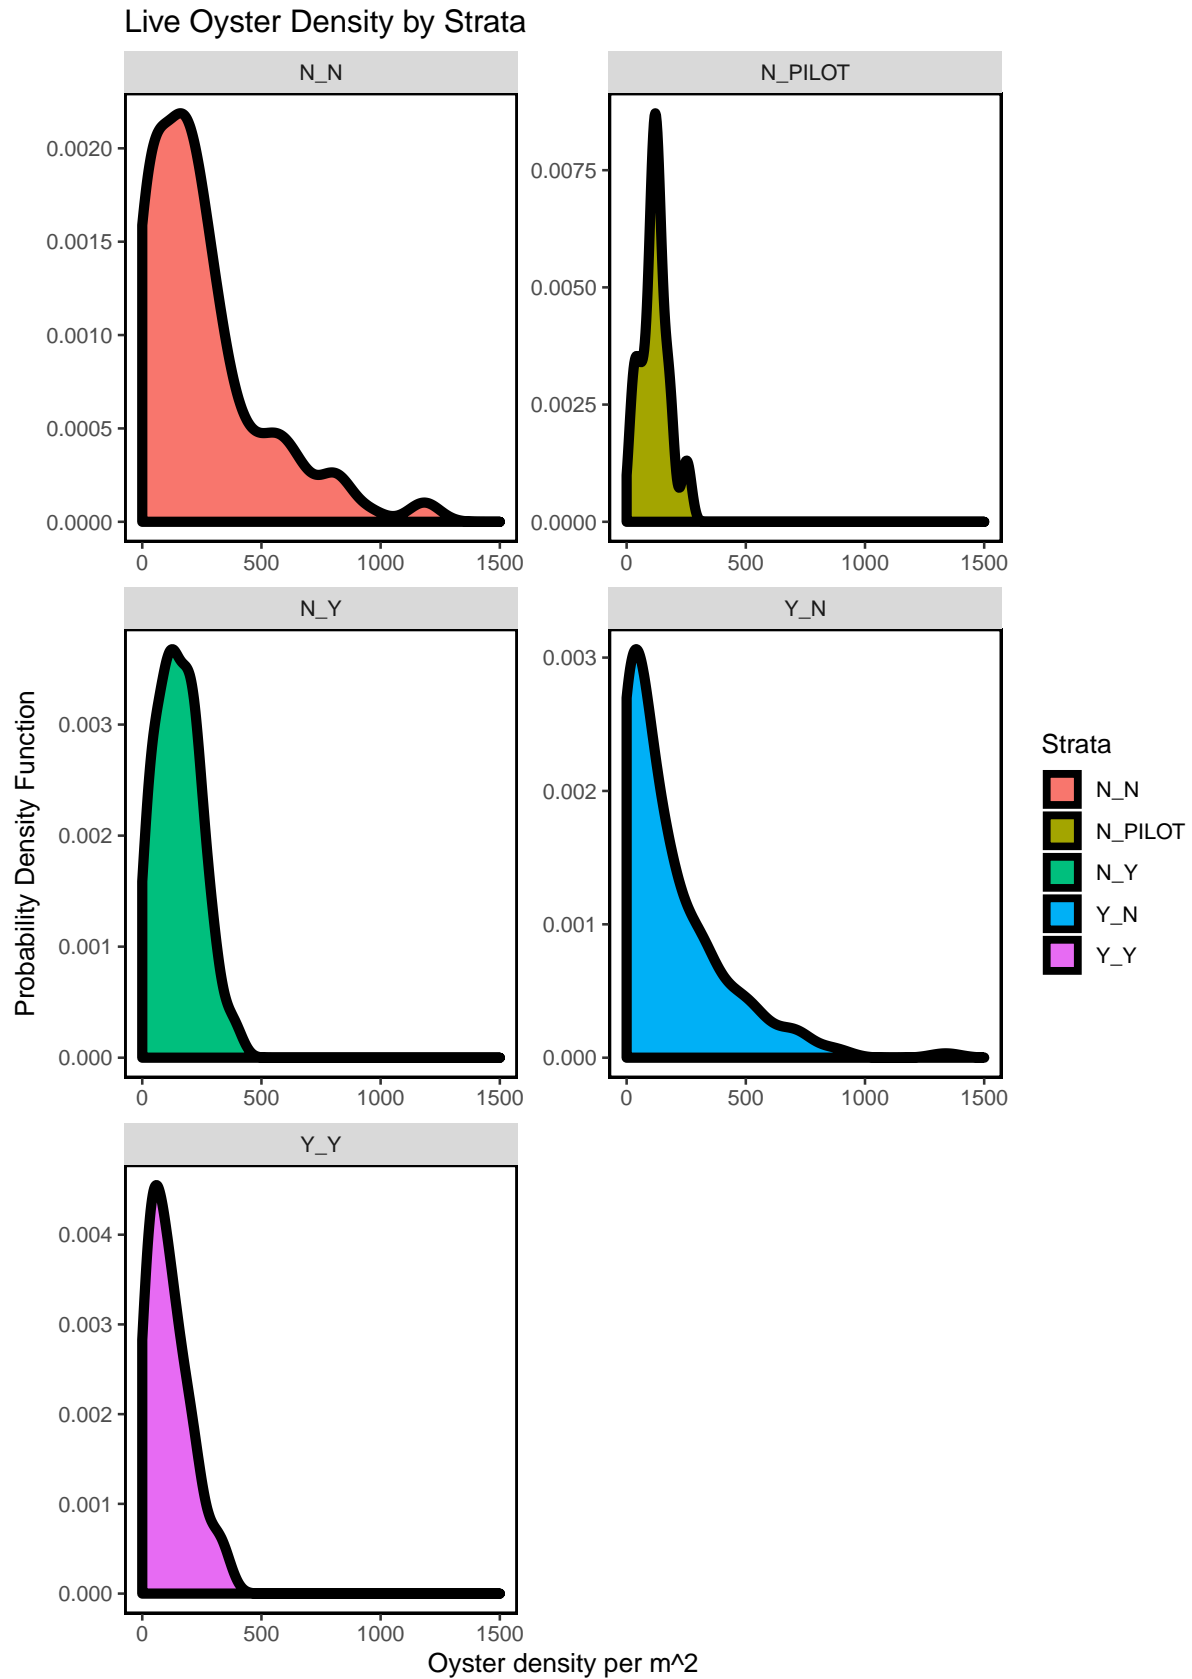 Live Oyster Density by Strata
N_N
N_PILOT
0.0020
0.0015
0.0010
0.0005
0.0000
0.0075
0.0050
0.0025
0.0000
0 500 1000 1500
0 500 1000 1500
N_Y
Y_N
0.003
0.002
0.001
0.000
0.003
0.002
0.001
0.000
0 500 1000 1500
0 500 1000 1500
Y_Y
0.004
0.003
0.002
0.001
0.000
0 500 1000 1500
Probability Density Function
Oyster density per m^2
Strata
N_N
N_PILOT
N_Y
Y_N
Y_Y